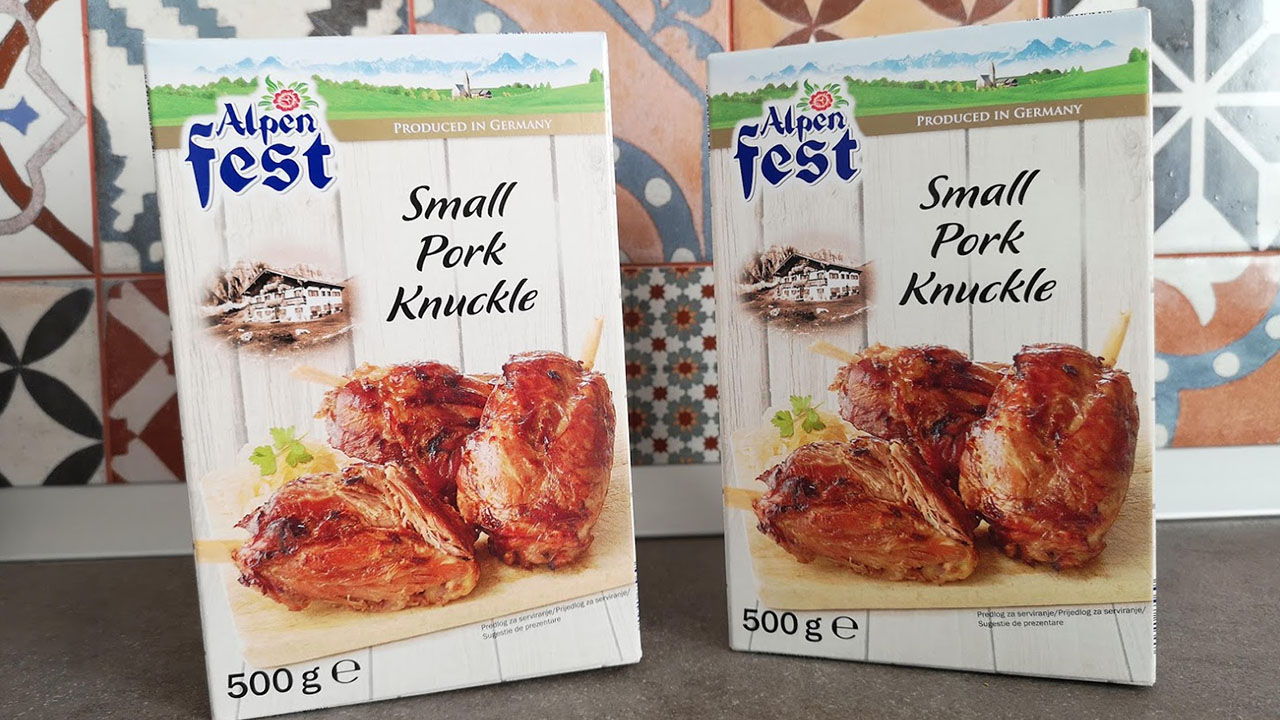 Alpen
fest
PRODUCED IN GERMANY
Small
Pork
Knuckle
Predlog za serviranje/Prijedlog za serviranje/
Sugestie de prezentare
500 g ℮
Alpen
fest
PRODUCED IN GERMANY
Small
Pork
Knuckle
Predlog za serviranje/Prijedlog za serviranje/
Sugestie de prezentare
500 g ℮